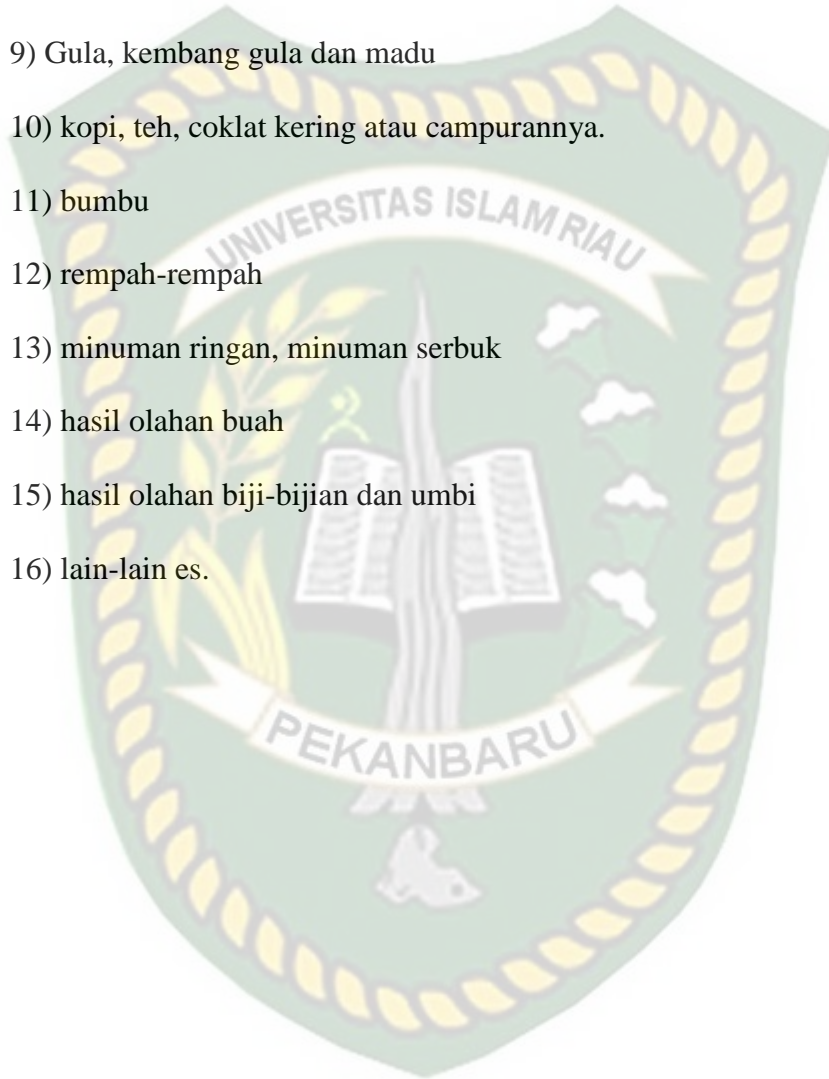 9) Gula, kembang gula dan madu
10) kopi, teh, coklat kering atau campurannya.
11) bumbu
UNIVERSITAS ISLAM RIAU
12) rempah-rempah
13) minuman ringan, minuman serbuk
14) hasil olahan buah
15) hasil olahan biji-bijian dan umbi
16) lain-lain es.
PEKANBARU